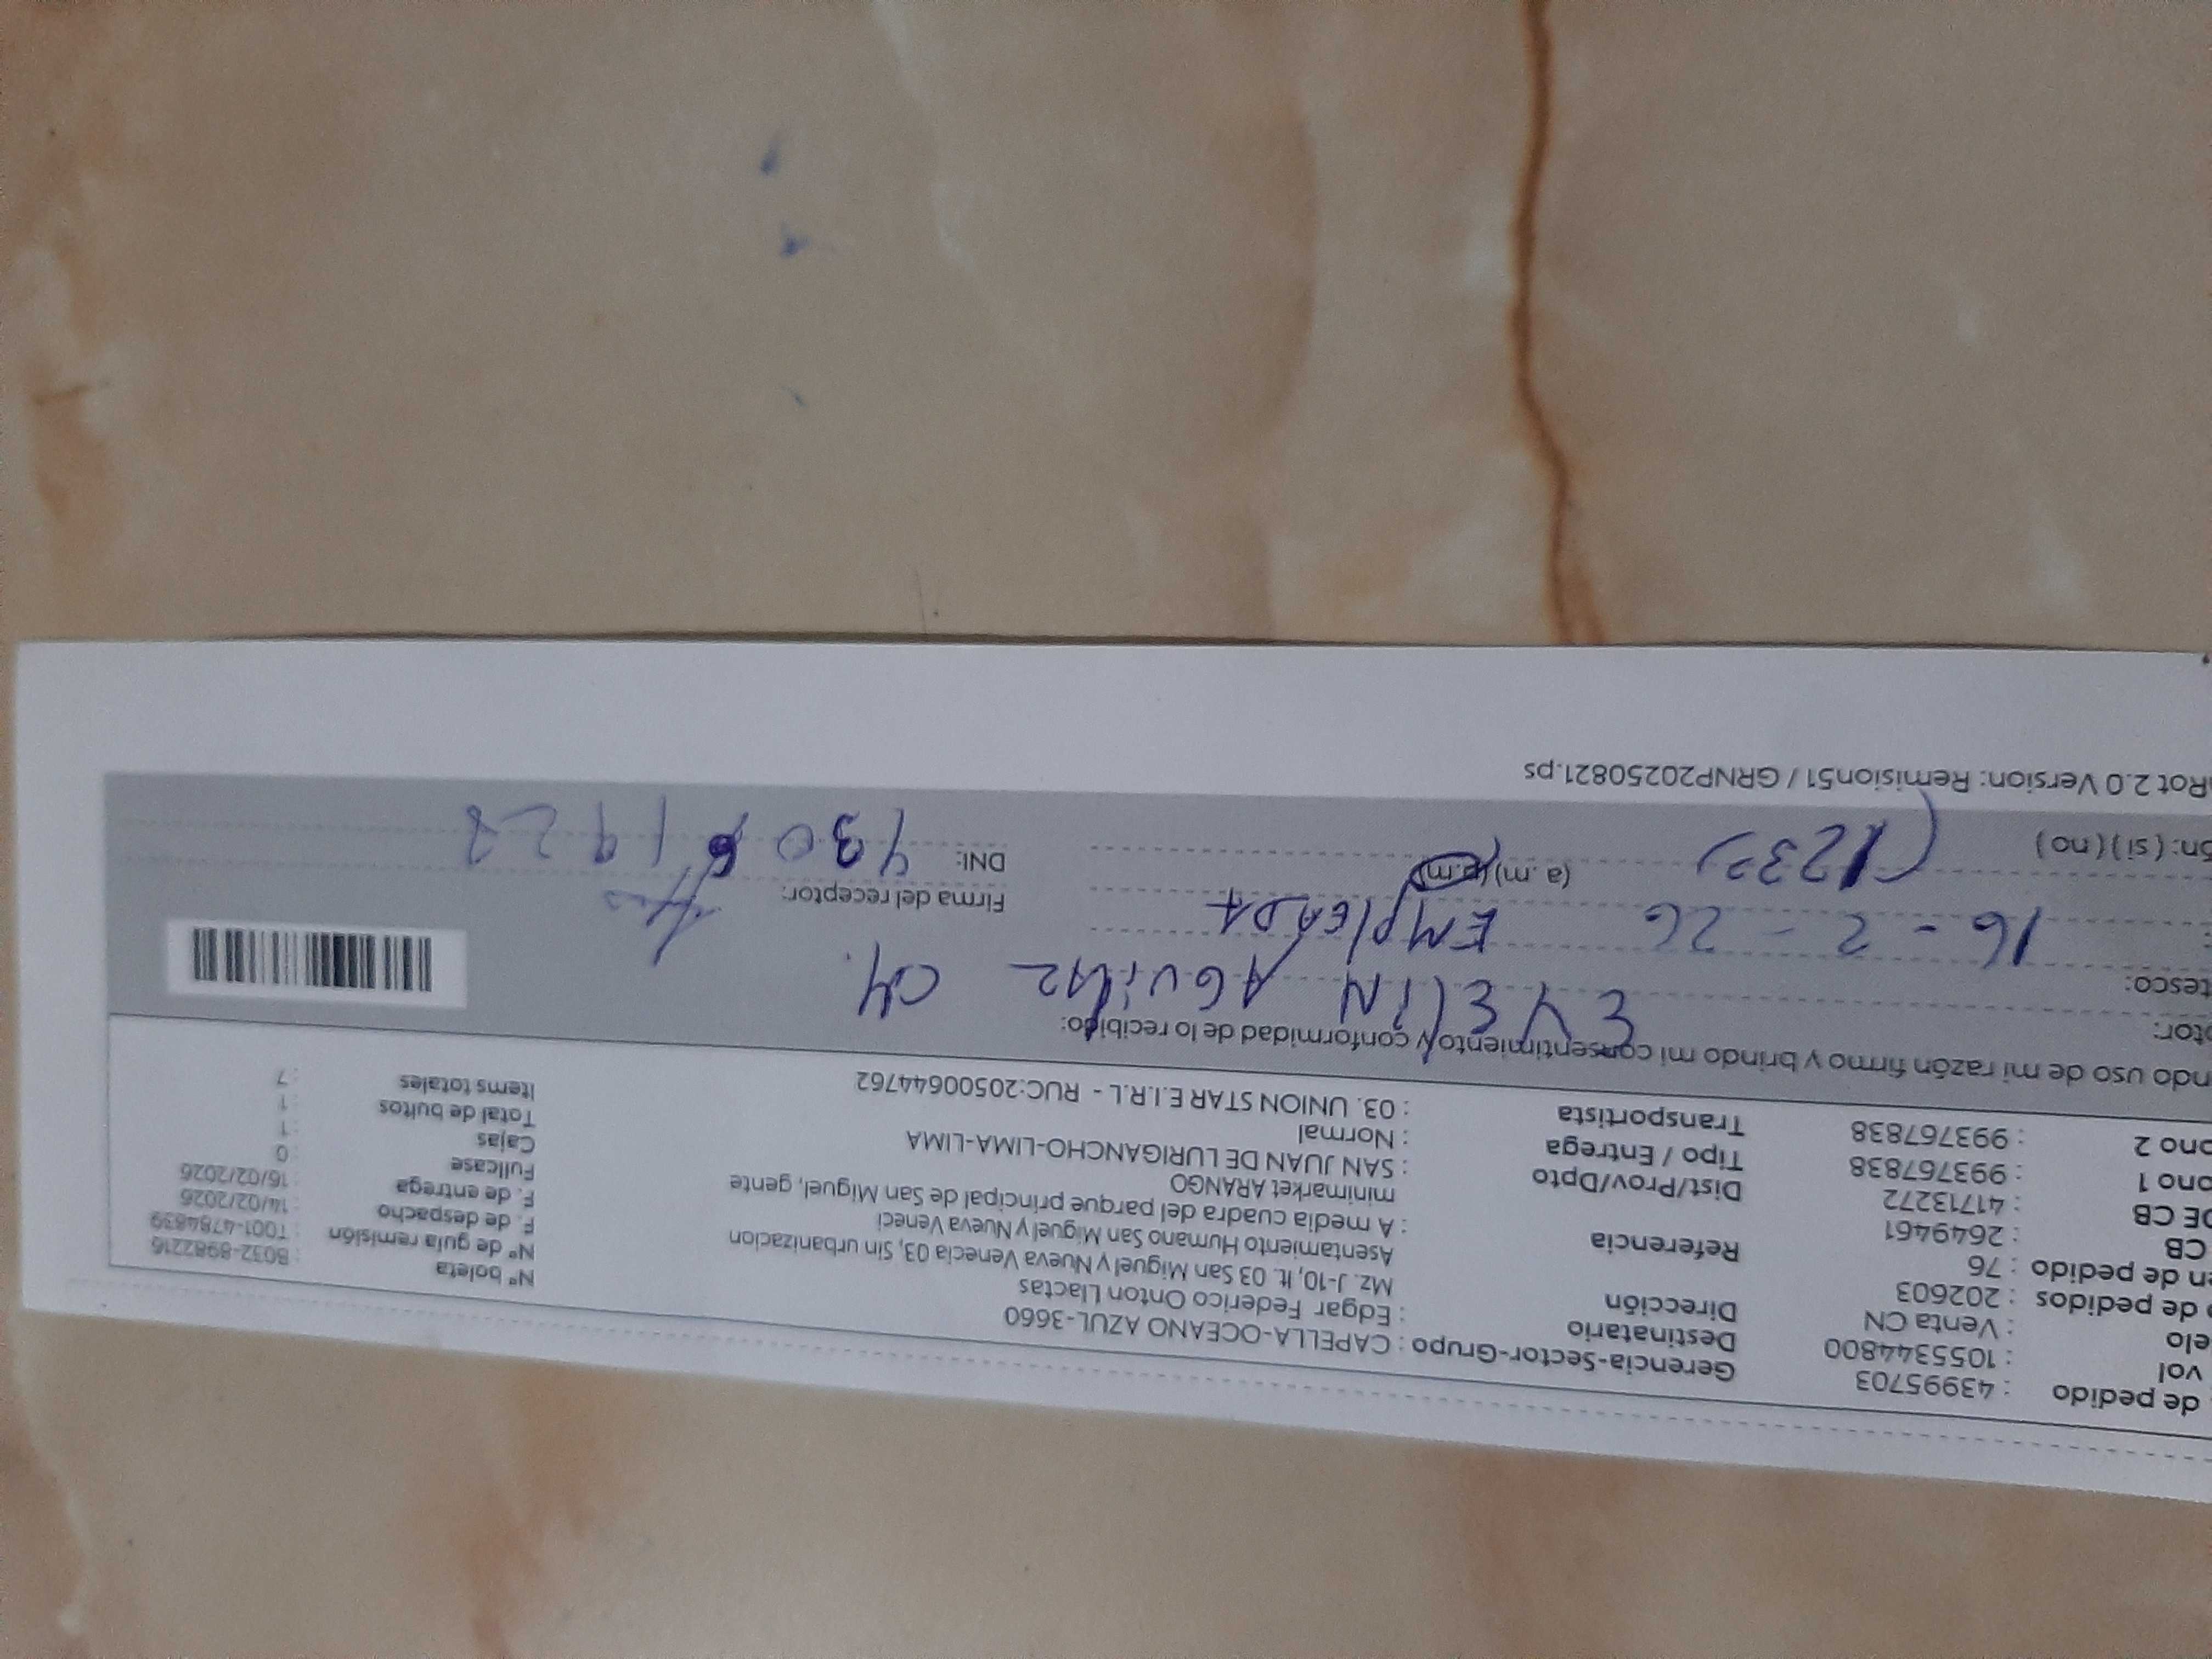 de pedido : 43995703 Gerencia-Sector-Grupo : CAPELLA-OCEANO AZUL-3660 Nº boleta : B032-8982216
vol : 1055344800 Destinatario : Edgar Federico Onton Llactas Nº de guía remisión : T001-4784839
elo : Venta CN Dirección Mz. J-10, lt. 03 San Miguel y Nueva Venecia 03, Sin urbanizacion F. de despacho : 14/02/2026
de pedidos : 202603 Asentamiento Humano San Miguel y Nueva Veneci F. de entrega : 16/02/2026
en de pedido : 76 Referencia : A media cuadra del parque principal de San Miguel, gente Fullcase : 0
CB : 2649461 minimarket ARANGO Cajas : 1
DE CB : 41713272 Dist/Prov/Dpto : SAN JUAN DE LURIGANCHO-LIMA-LIMA Total de bultos : 1
ono 1 : 993767838 Tipo / Entrega : Normal Items totales : 7
ono 2 : 993767838 Transportista : 03. UNION STAR E.I.R.L - RUC:20500644762
ndo uso de mi razón firmo y brindo mi consentimiento y conformidad de lo recibido:
ptor: EYELIN AGUILAR CH.
tesco: EMPLEADA Firma del receptor:
16 - 2 - 26 DNI:
ón: ( si ) ( no ) (a. m) (p.m)
Rot 2.0 Version: Remision51 / GRNP20250821.ps